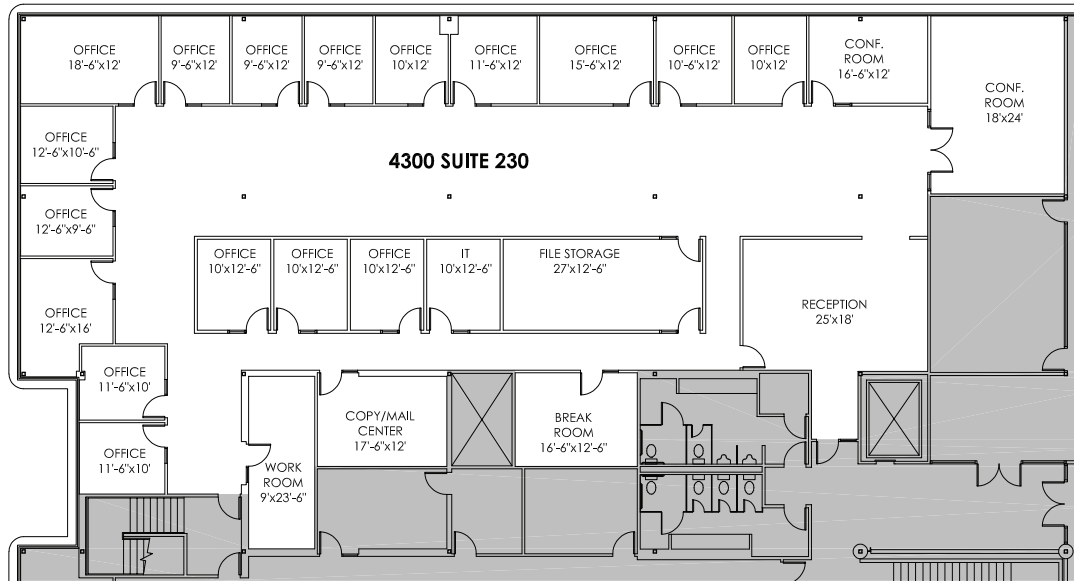 OFFICE
18'-6"x12'
OFFICE
9'-6"x12'
OFFICE
9'-6"x12'
OFFICE
9'-6"x12'
OFFICE
10'x12'
OFFICE
11'-6"x12'
OFFICE
15'-6"x12'
OFFICE
10'-6"x12'
OFFICE
10'x12'
CONF.
ROOM
16'-6"x12'
CONF.
ROOM
18'x24'
OFFICE
12'-6"x10'-6"
4300 SUITE 230
OFFICE
12'-6"x9'-6"
OFFICE
10'x12'-6"
OFFICE
10'x12'-6"
OFFICE
10'x12'-6"
IT
10'x12'-6"
FILE STORAGE
27'x12'-6"
OFFICE
12'-6"x16'
RECEPTION
25'x18'
OFFICE
11'-6"x10'
COPY/MAIL
CENTER
17'-6"x12'
BREAK
ROOM
16'-6"x12'-6"
OFFICE
11'-6"x10'
WORK
ROOM
9'x23'-6"